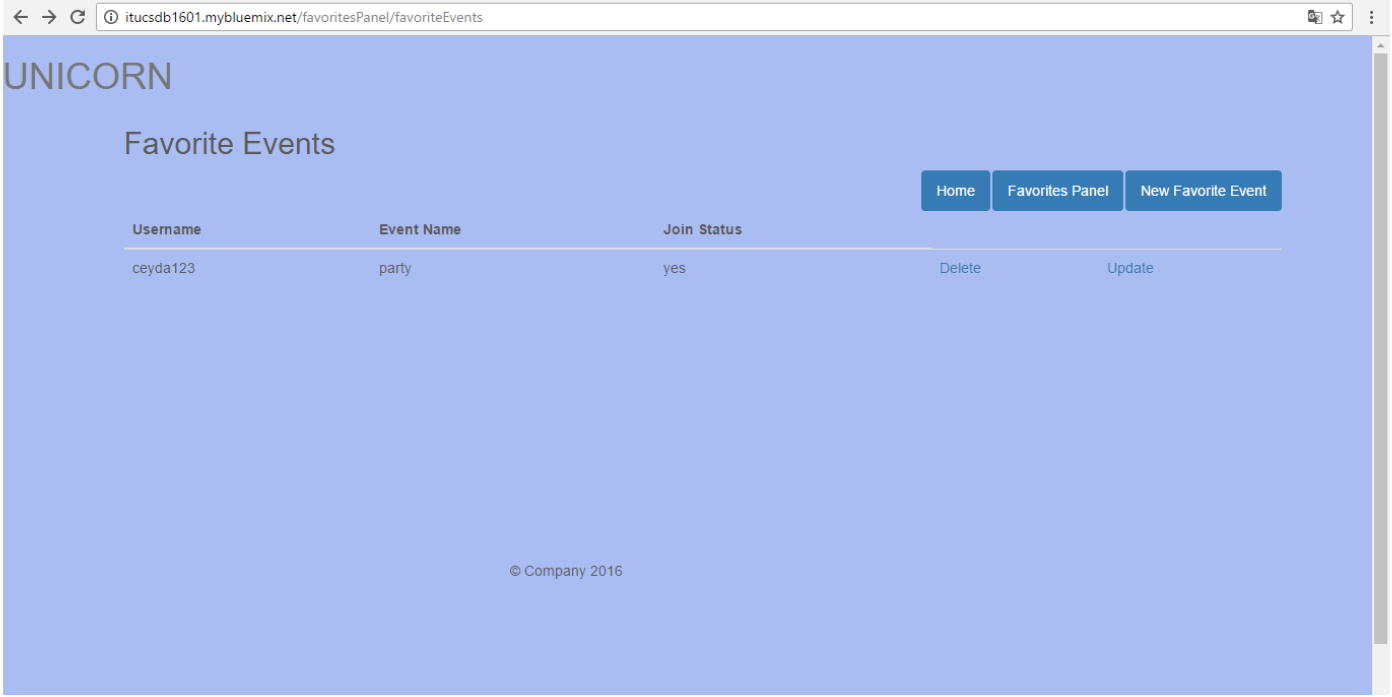 itucsdb1601.mybluemix.net/favoritesPanel/favoriteEvents
UNICORN
Favorite Events
Home Favorites Panel New Favorite Event
Username Event Name Join Status
ceyda123 party yes Delete Update
© Company 2016